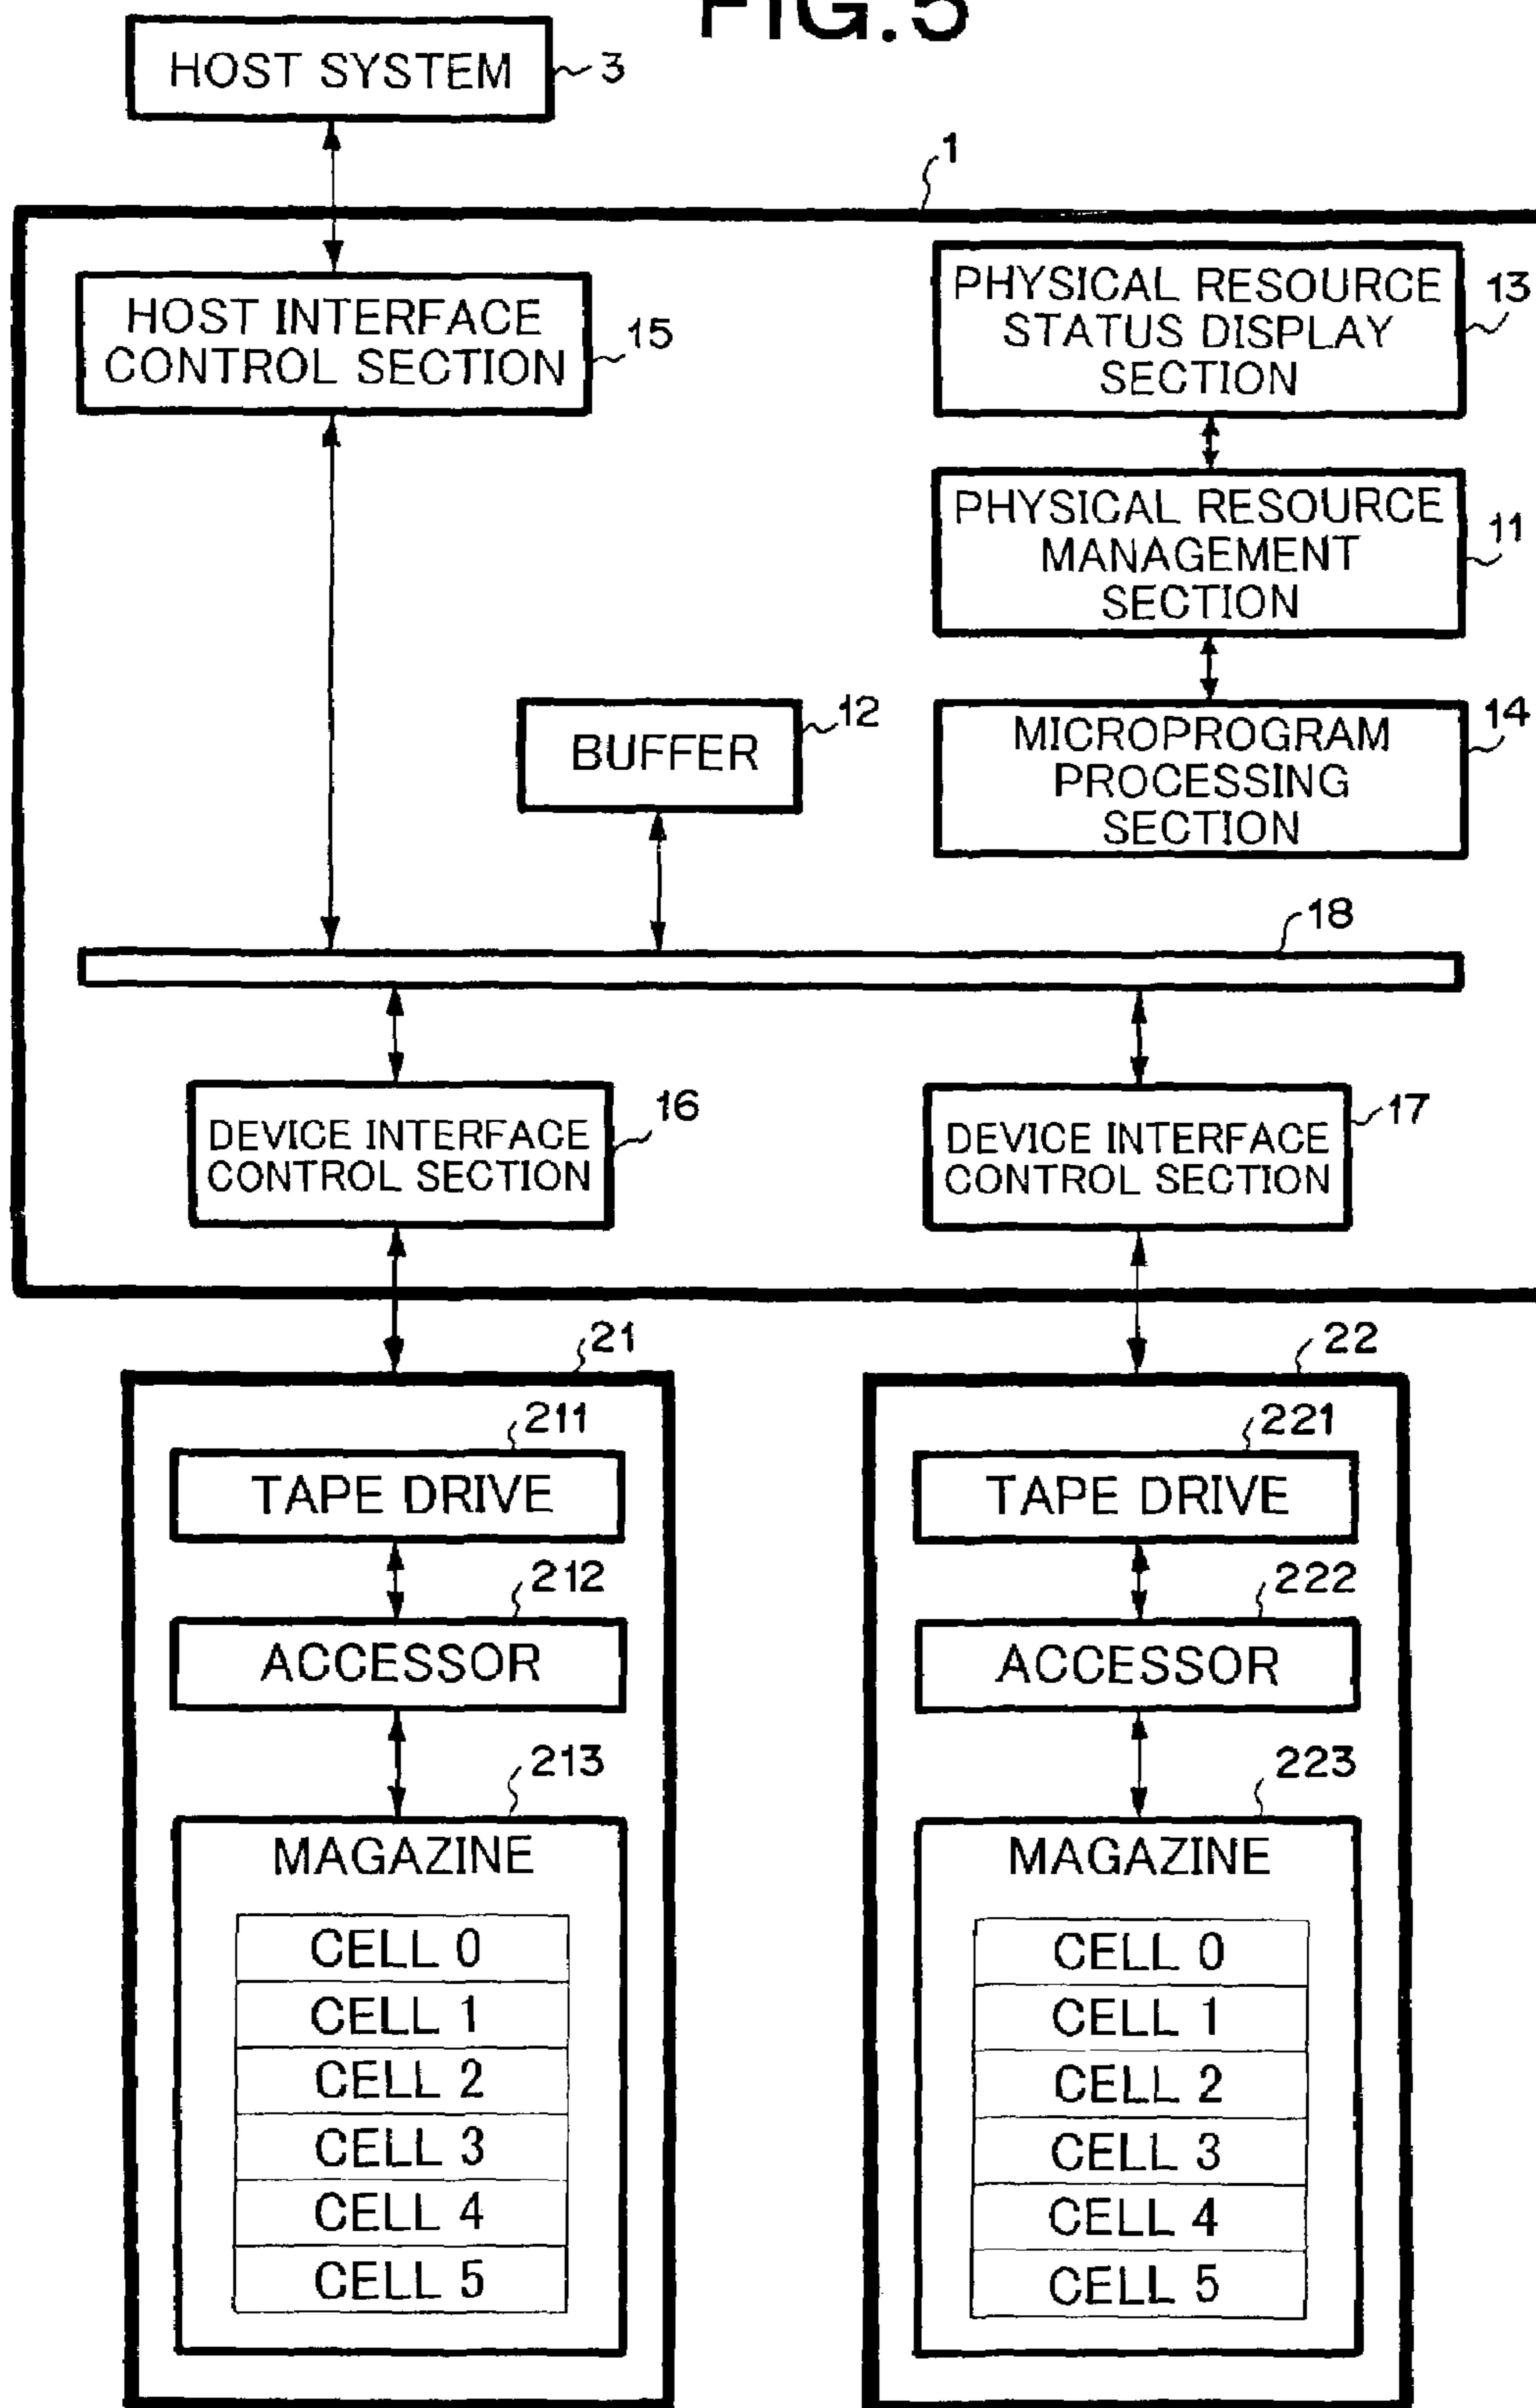 FIG.5
HOST SYSTEM
3
1
HOST INTERFACE
CONTROL SECTION
15
PHYSICAL RESOURCE
STATUS DISPLAY
SECTION
13
PHYSICAL RESOURCE
MANAGEMENT
SECTION
11
BUFFER
12
MICROPROGRAM
PROCESSING
SECTION
14
18
DEVICE INTERFACE
CONTROL SECTION
16
DEVICE INTERFACE
CONTROL SECTION
17
21
211
TAPE DRIVE
212
ACCESSOR
213
MAGAZINE
CELL 0
CELL 1
CELL 2
CELL 3
CELL 4
CELL 5
22
221
TAPE DRIVE
222
ACCESSOR
223
MAGAZINE
CELL 0
CELL 1
CELL 2
CELL 3
CELL 4
CELL 5